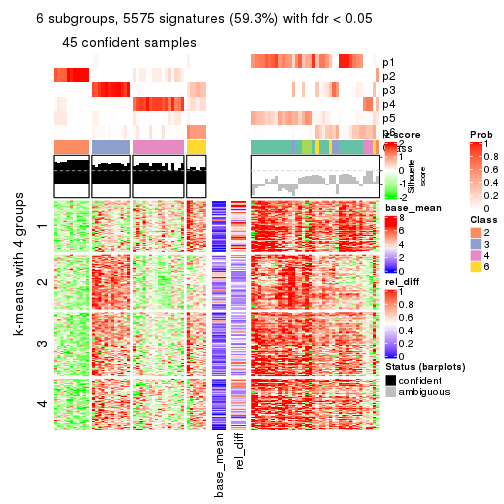 6 subgroups, 5575 signatures (59.3%) with fdr < 0.05
45 confident samples
p1
p2
p3
p4
p5
p6
Class
Silhouette
score
k-means with 4 groups
1
2
3
4
base_mean
rel_diff
z-score
2
1
0
-1
-2
base_mean
8
6
4
2
0
rel_diff
1
0.8
0.6
0.4
0.2
0
Status (barplots)
confident
ambiguous
Prob
1
0.8
0.6
0.4
0.2
0
Class
2
3
4
6